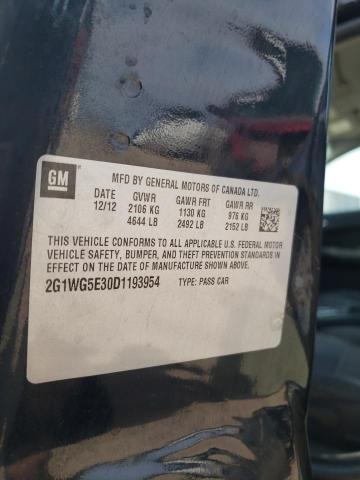 GM
MFD BY GENERAL MOTORS OF CANADA LTD.
DATE GVWR GAWR FRT GAWR RR
12/12 2106 KG 1130 KG 976 KG
4644 LB 2492 LB 2152 LB
THIS VEHICLE CONFORMS TO ALL APPLICABLE U.S. FEDERAL MOTOR
VEHICLE SAFETY, BUMPER, AND THEFT PREVENTION STANDARDS IN
EFFECT ON THE DATE OF MANUFACTURE SHOWN ABOVE.
2G1WG5E30D1193954 TYPE: PASS CAR